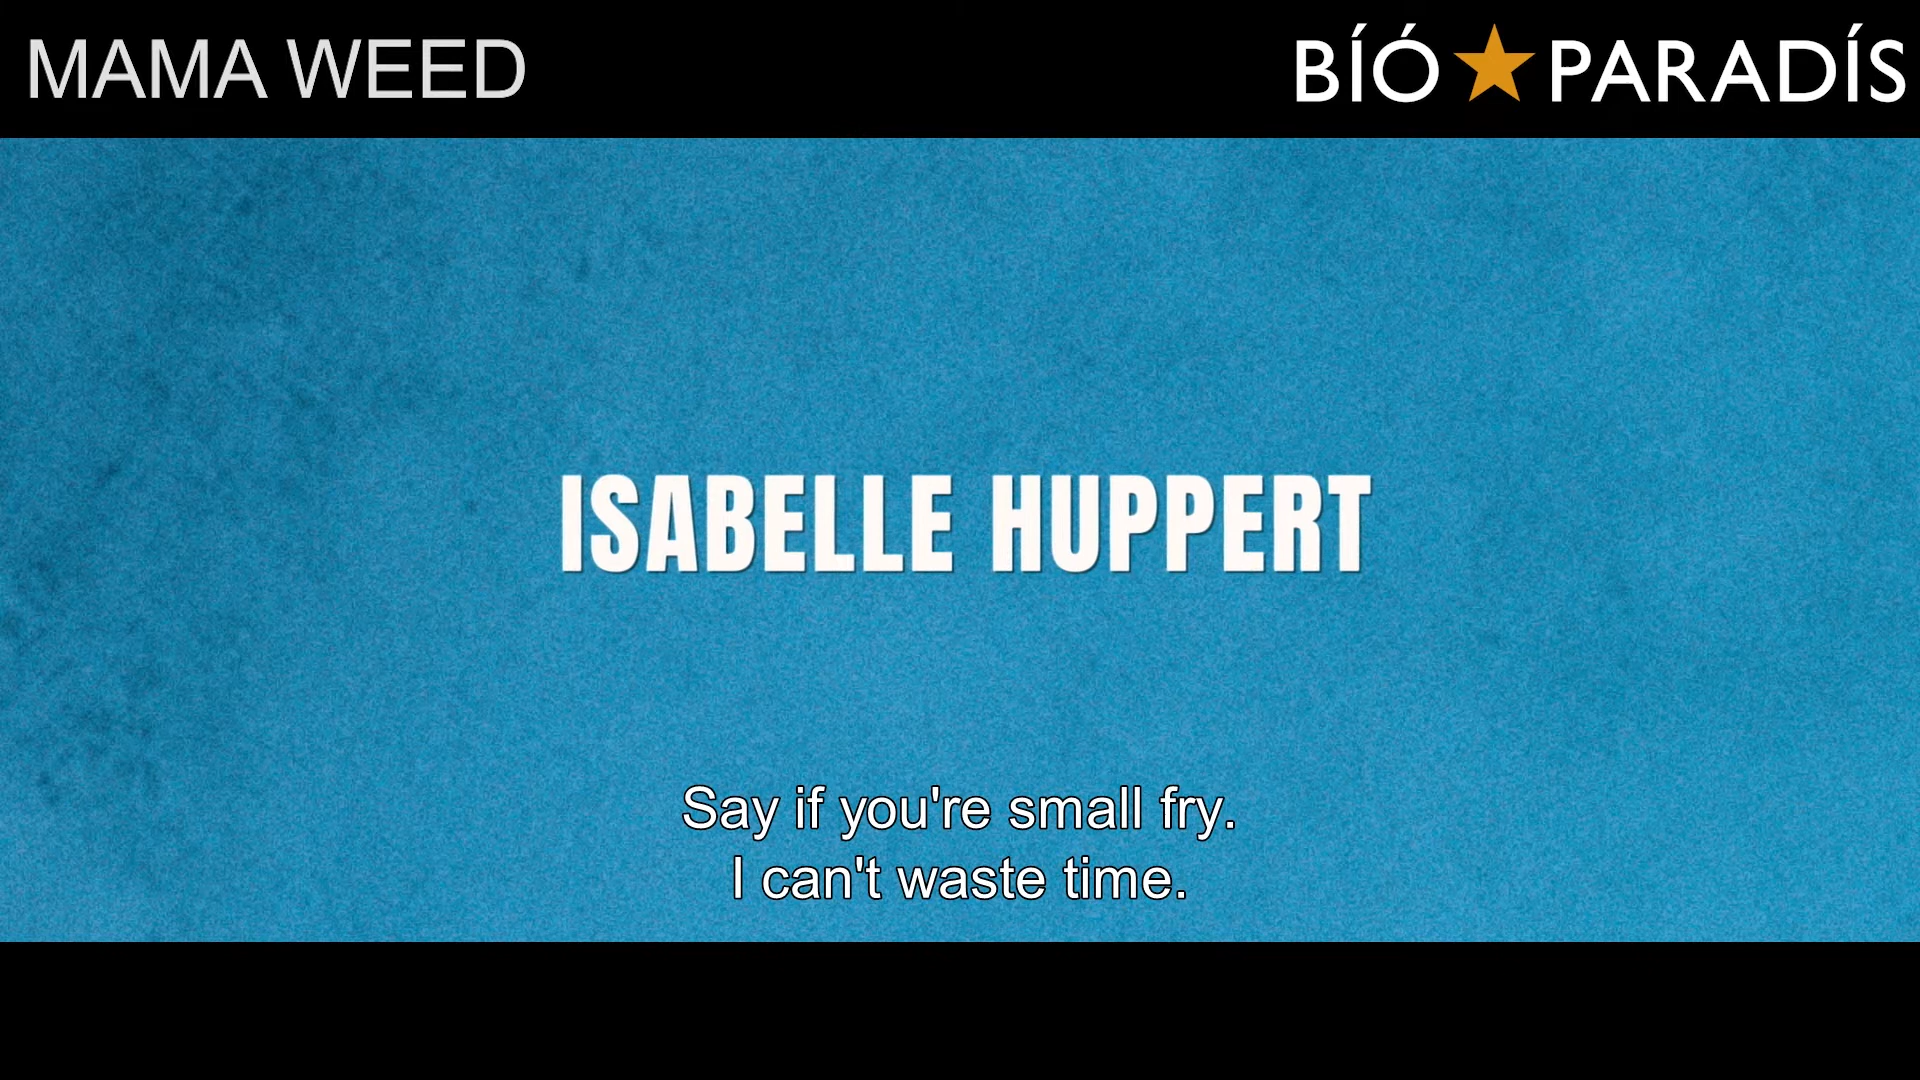 MAMA WEED
BÍÓ PARADÍS
ISABELLE HUPPERT
Say if you're small fry.
I can't waste time.